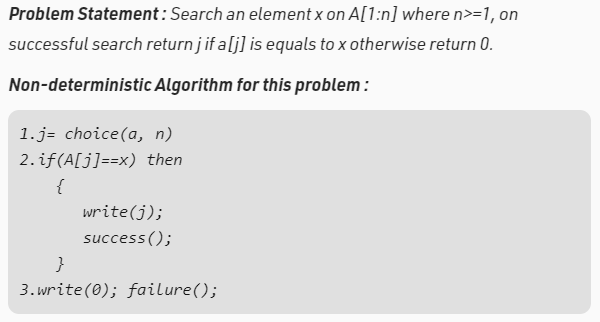 Problem Statement : Search an element x on A[1:n] where n>=1, on
successful search return j if a[j] is equals to x otherwise return 0.
Non-deterministic Algorithm for this problem :
1.j= choice(a, n)
2.if(A[j]==x) then
{
write(j);
success();
}
3.write(0); failure();